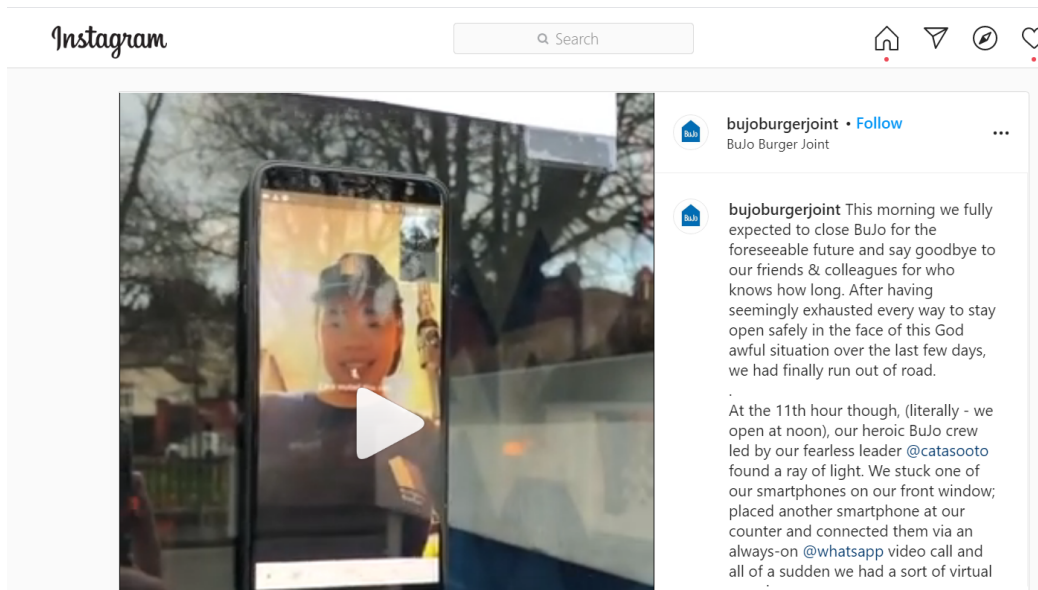 Instagram
Search
bujoburgerjoint • Follow
BuJo Burger Joint
BuJo
BuJo
bujoburgerjoint This morning we fully
expected to close BuJo for the
foreseeable future and say goodbye to
our friends & colleagues for who
knows how long. After having
seemingly exhausted every way to stay
open safely in the face of this God
awful situation over the last few days,
we had finally run out of road.
.
At the 11th hour though, (literally - we
open at noon), our heroic BuJo crew
led by our fearless leader @catasooto
found a ray of light. We stuck one of
our smartphones on our front window;
placed another smartphone at our
counter and connected them via an
always-on @whatsapp video call and
all of a sudden we had a sort of virtual